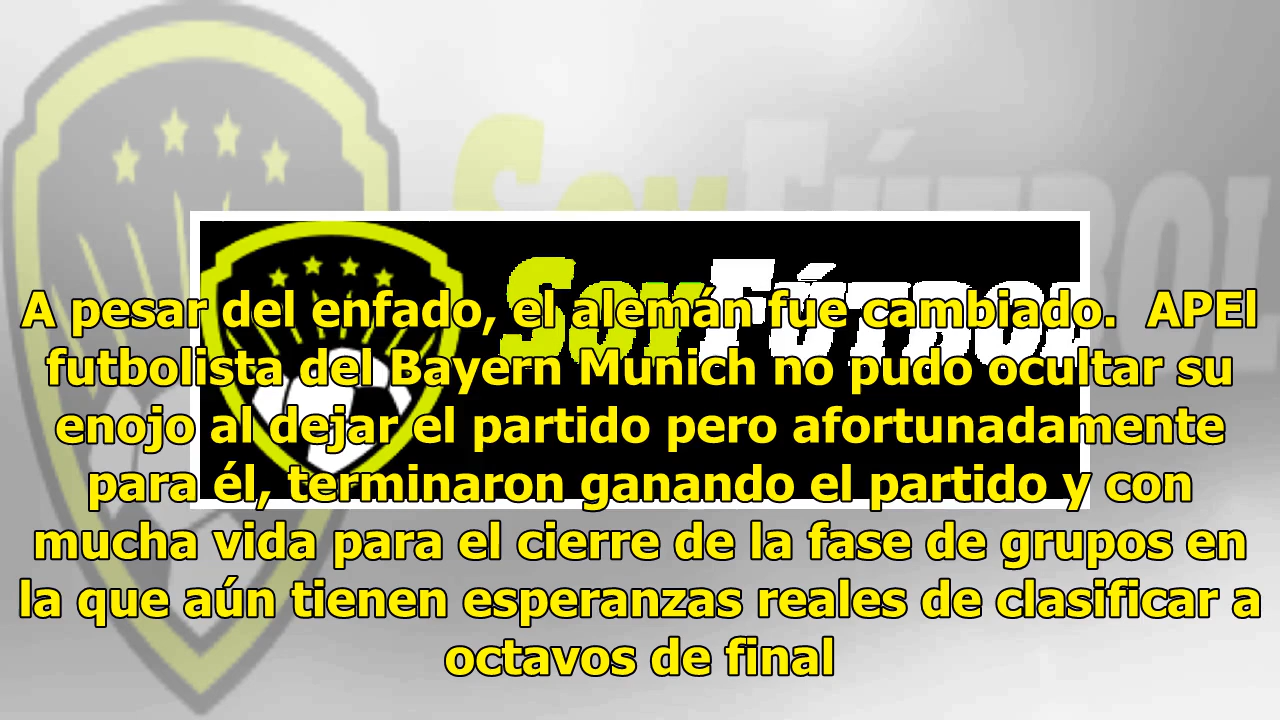 SOYFÚTBOL
SOYFÚTBOL
A pesar del enfado, el alemán fue cambiado.  APEl
futbolista del Bayern Munich no pudo ocultar su
enojo al dejar el partido pero afortunadamente
para él, terminaron ganando el partido y con
mucha vida para el cierre de la fase de grupos en
la que aún tienen esperanzas reales de clasificar a
octavos de final